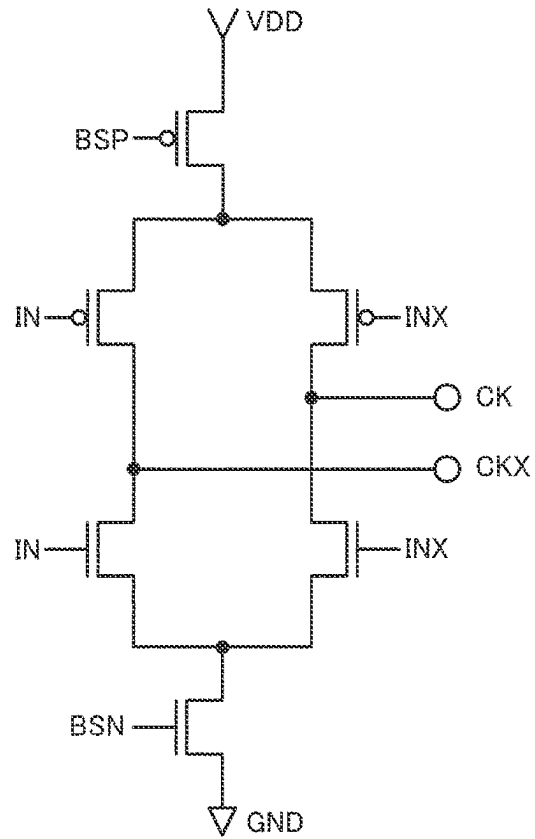 VDD
BSP
IN
INX
CK
CKX
IN
INX
BSN
GND